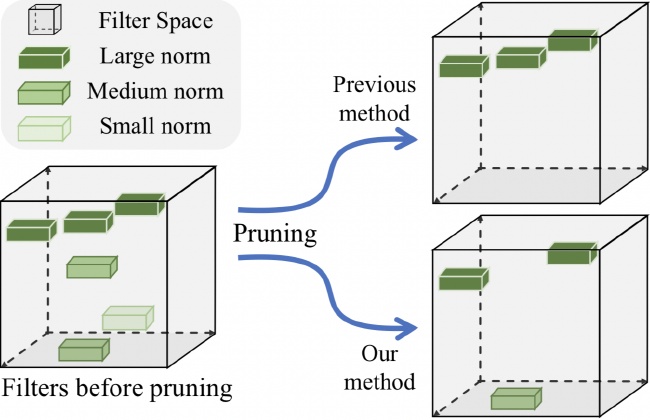 Filter Space
Large norm
Medium norm
Small norm
Previous
method
Pruning
Our
method
Filters before pruning